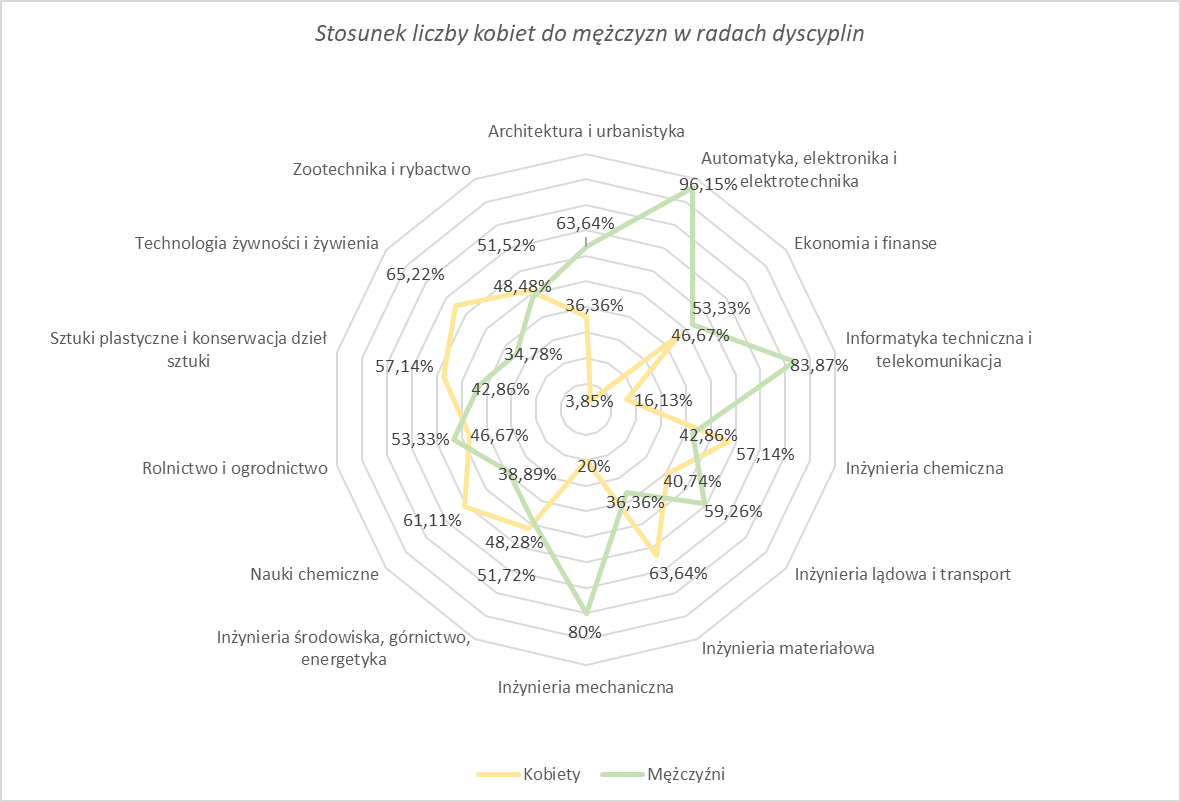 Stosunek liczby kobiet do mężczyzn w radach dyscyplin
Architektura i urbanistyka
Automatyka, elektronika i
elektrotechnika
Ekonomia i finanse
Informatyka techniczna i
telekomunikacja
Inżynieria chemiczna
Inżynieria lądowa i transport
Inżynieria materiałowa
Inżynieria mechaniczna
Inżynieria środowiska, górnictwo,
energetyka
Nauki chemiczne
Rolnictwo i ogrodnictwo
Sztuki plastyczne i konserwacja dzieł
sztuki
Technologia żywności i żywienia
Zootechnika i rybactwo
96,15%
63,64%
51,52%
65,22%
48,48%
36,36%
53,33%
46,67%
34,78%
57,14%
83,87%
42,86%
3,85%
16,13%
53,33%
46,67%
42,86%
57,14%
38,89%
20%
40,74%
36,36%
59,26%
61,11%
48,28%
51,72%
63,64%
80%
Kobiety
Mężczyźni